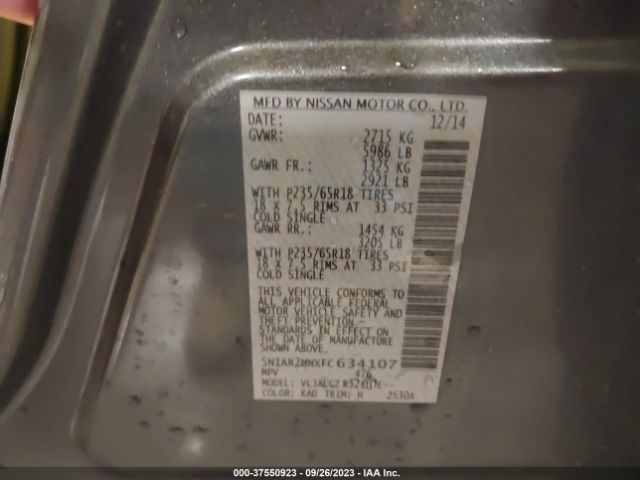 MFD BY NISSAN MOTOR CO., LTD.
DATE: 12/14
GVWR: 2715 KG
5986 LB
GAWR FR.: 1325 KG
2921 LB
WITH P235/65R18 TIRES
18 X 7.5 RIMS AT 33 PSI
COLD SINGLE
GAWR RR.: 1454 KG
3205 LB
WITH P235/65R18 TIRES
18 X 7.5 RIMS AT 33 PSI
COLD SINGLE
THIS VEHICLE CONFORMS TO
ALL APPLICABLE FEDERAL
MOTOR VEHICLE SAFETY AND
THEFT PREVENTION
STANDARDS IN EFFECT ON
THE DATE OF MANUFACTURE
SHOWN ABOVE.
5N1AR2MNXFC634107
MPV 476
MODEL:
COLOR: KAD TRIM: H 2530A
000-37550923 - 09/26/2023 - IAA Inc.